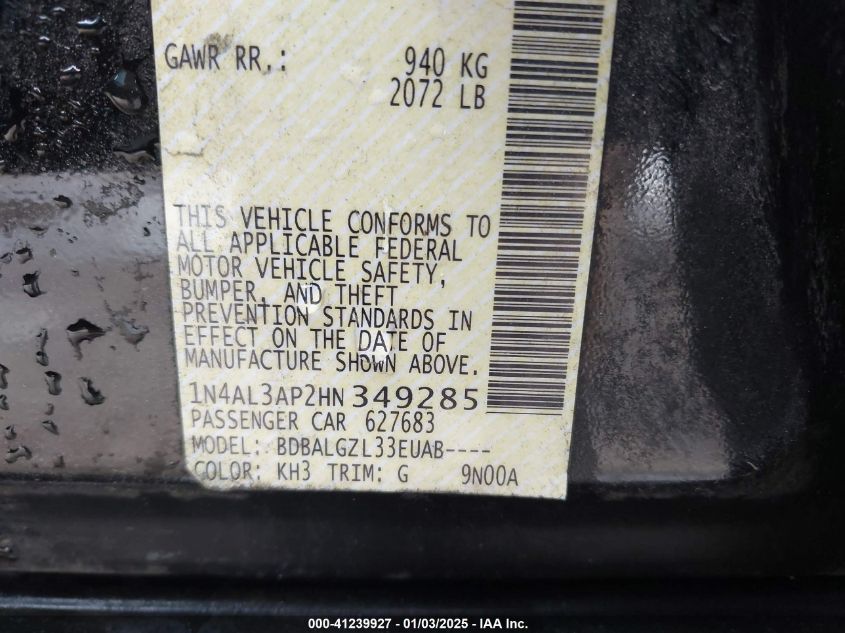 GAWR RR.: 940 KG
2072 LB
THIS VEHICLE CONFORMS TO
ALL APPLICABLE FEDERAL
MOTOR VEHICLE SAFETY,
BUMPER, AND THEFT
PREVENTION STANDARDS IN
EFFECT ON THE DATE OF
MANUFACTURE SHOWN ABOVE.
1N4AL3AP2HN 349285
PASSENGER CAR 627683
MODEL: BDBALGZL33EUAB----
COLOR: KH3 TRIM: G 9N00A
000-41239927 - 01/03/2025 - IAA Inc.